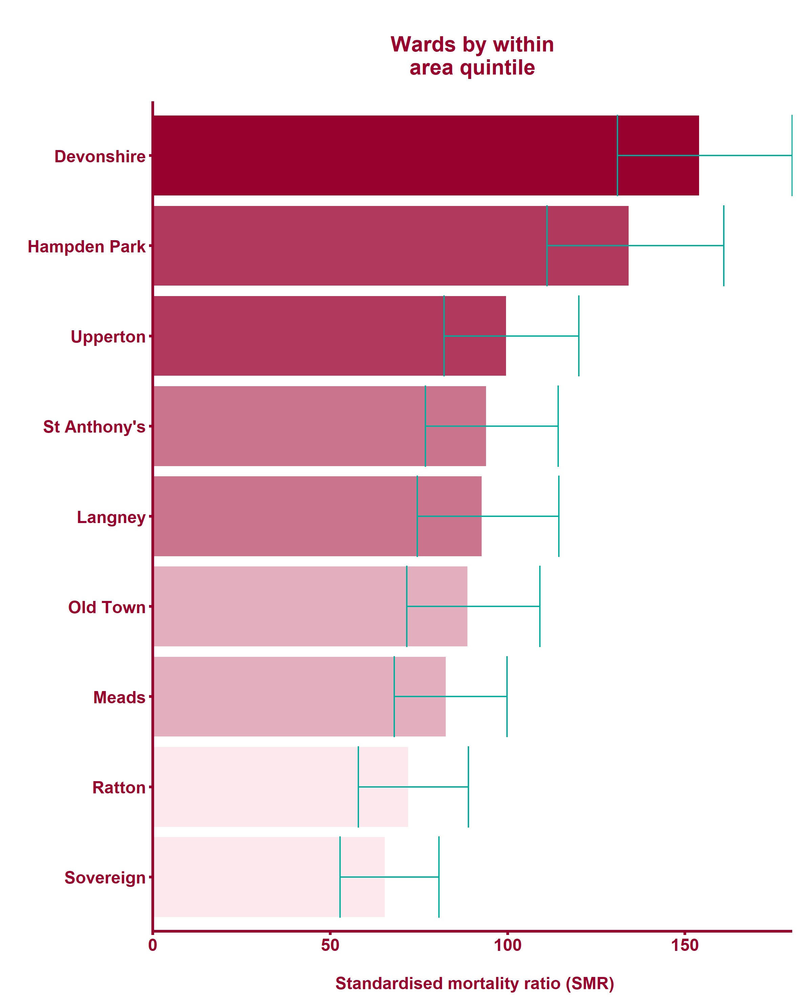 Wards by within
area quintile
Devonshire
Hampden Park
Upperton
St Anthony's
Langney
Old Town
Meads
Ratton
Sovereign
0 50 100 150
Standardised mortality ratio (SMR)